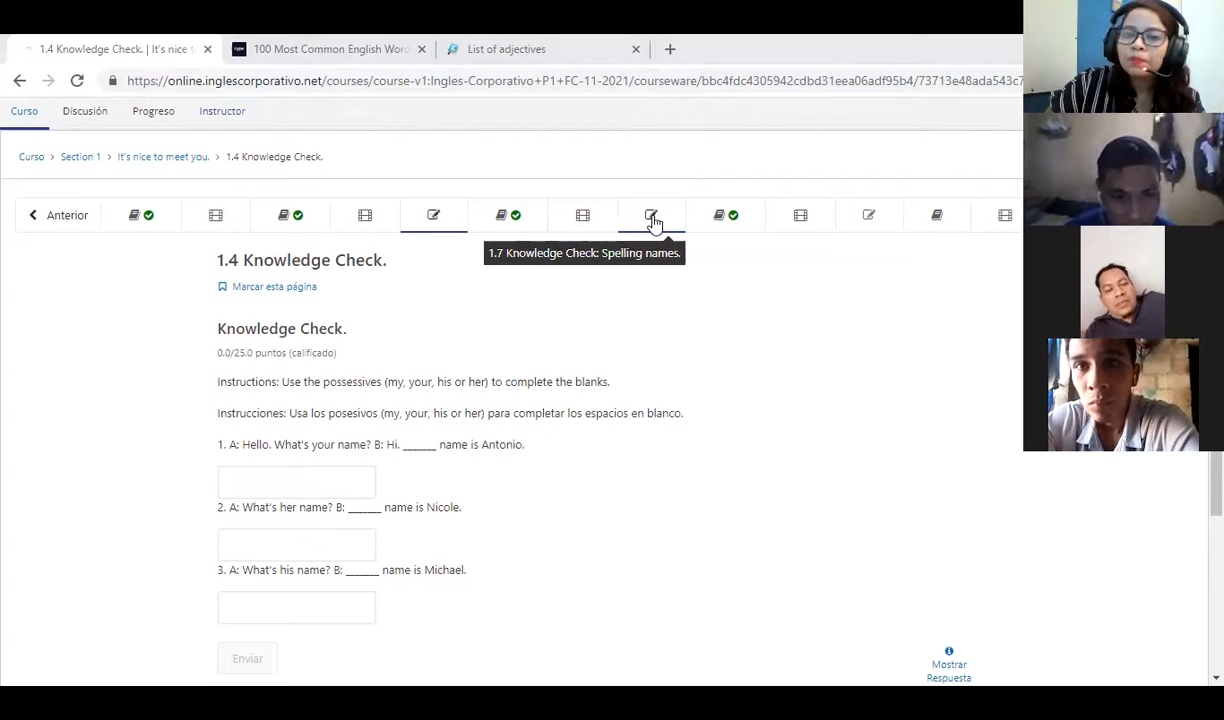 1.4 Knowledge Check. | It's nice to
100 Most Common English Word
List of adjectives
https://online.inglescorporativo.net/courses/course-v1:Ingles-Corporativo+P1+FC-11-2021/courseware/bbc4fdc4305942cdbd31eea06adf95b4/73713e48ada543c7
Curso
Discusión
Progreso
Instructor
Curso > Section 1 > It's nice to meet you. > 1.4 Knowledge Check.
Anterior
1.7 Knowledge Check: Spelling names.
1.4 Knowledge Check.
Marcar esta página
Knowledge Check.
0.0/25.0 puntos (calificado)
Instructions: Use the possessives (my, your, his or her) to complete the blanks.
Instrucciones: Usa los posesivos (my, your, his or her) para completar los espacios en blanco.
1. A: Hello. What's your name? B: Hi. ______ name is Antonio.
2. A: What's her name? B: ______ name is Nicole.
3. A: What's his name? B: ______ name is Michael.
Enviar
Mostrar
Respuesta